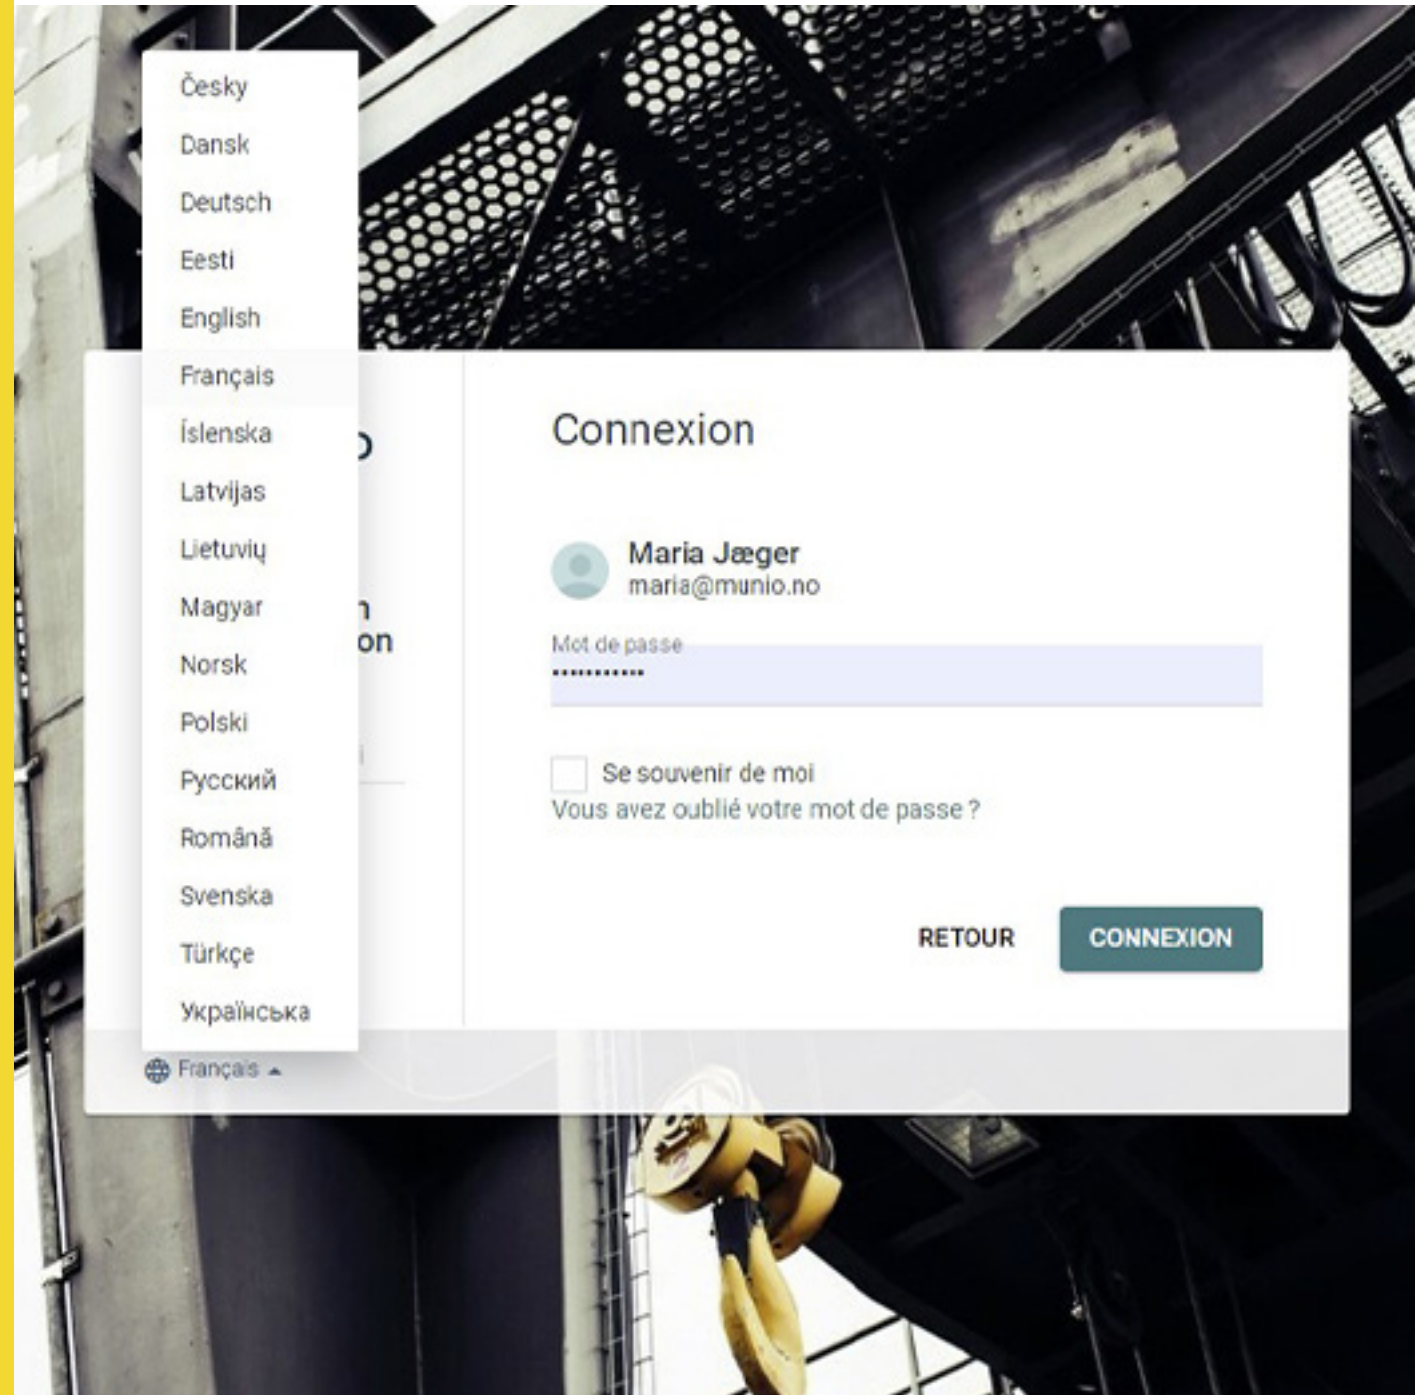 Česky
Dansk
Deutsch
Eesti
English
Français
Íslenska
Latvijas
Lietuvių
Magyar
Norsk
Polski
Русский
Română
Svenska
Türkçe
Українська
Français
on
Connexion
Maria Jæger
maria@munio.no
Mot de passe
Se souvenir de moi
Vous avez oublié votre mot de passe ?
RETOUR
CONNEXION